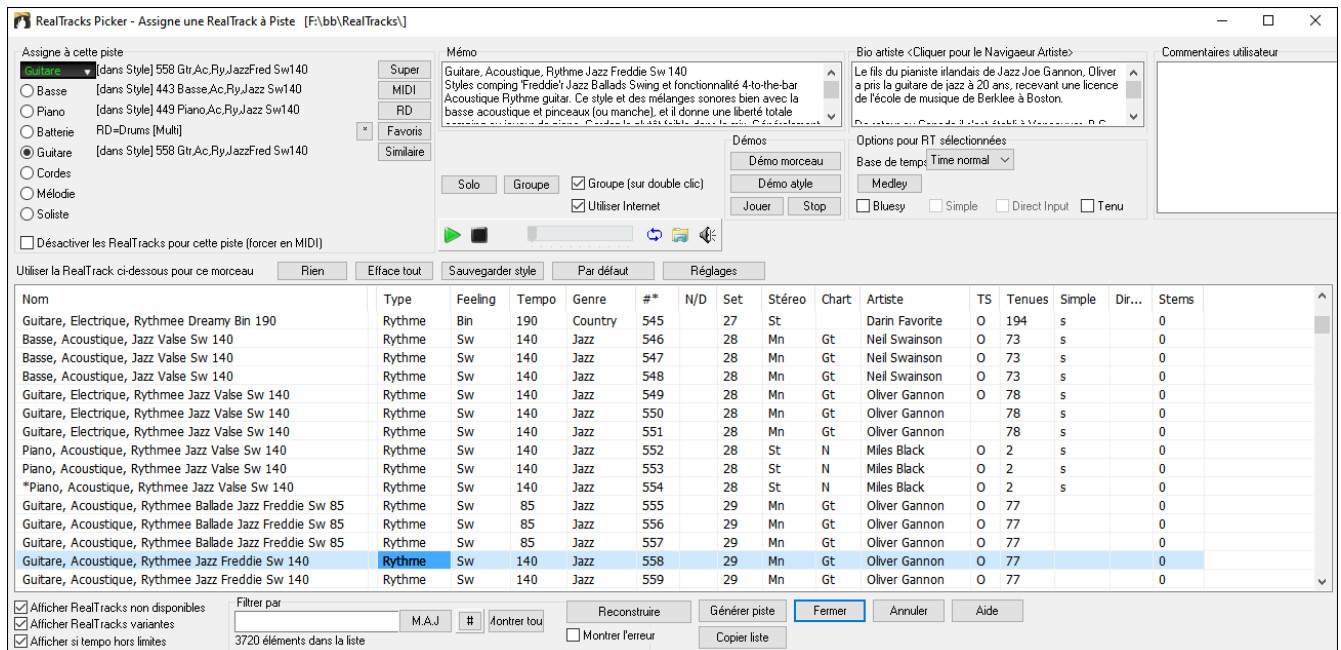 RealTracks Picker - Assigne une RealTrack à Piste [F:\bb\RealTracks\]
Assigne à cette piste
Guitare [dans Style] 558 Gtr,Ac,Ry,JazzFred Sw140 Super
Basse [dans Style] 443 Basse,Ac,Ry,Jazz Sw140 MIDI
Piano [dans Style] 449 Piano,Ac,Ry,Jazz Sw140 RD
Batterie RD=Drums [Multi] * Favoris
Guitare [dans Style] 558 Gtr,Ac,Ry,JazzFred Sw140 Similaire
Cordes
Mélodie
Soliste
Désactiver les RealTracks pour cette piste (forcer en MIDI)
Mémo
Guitare, Acoustique, Rythme Jazz Freddie Sw 140
Styles comping 'Freddie'r Jazz Ballads Swing et fonctionnalité 4-to-the-bar
Acoustique Rythme guitar. Ce style et des mélanges sonores bien avec la
basse acoustique et pinceaux (ou manche), et il donne une liberté totale
Solo Groupe Groupe (sur double clic)
Utiliser Internet
Démos
Démo morceau
Démo atyle
Jouer Stop
Bio artiste <Cliquer pour le Navigaeur Artiste>
Le fils du pianiste irlandais de Jazz Joe Gannon, Oliver
a pris la guitare de jazz à 20 ans, recevant une licence
de l'école de musique de Berklee à Boston.
Options pour RT sélectionnées
Base de temps Time normal
Medley
Bluesy Simple Direct Input Tenu
Commentaires utilisateur
Utiliser la RealTrack ci-dessous pour ce morceau Rien Efface tout Sauvegarder style Par défaut Réglages
Nom Type Feeling Tempo Genre #* N/D Set Stéreo Chart Artiste TS Tenues Simple Dir... Stems
Guitare, Electrique, Rythmee Dreamy Bin 190 Rythme Bin 190 Country 545 27 St Darin Favorite O 194 s 0
Basse, Acoustique, Jazz Valse Sw 140 Rythme Sw 140 Jazz 546 28 Mn Gt Neil Swainson O 73 s 0
Basse, Acoustique, Jazz Valse Sw 140 Rythme Sw 140 Jazz 547 28 Mn Gt Neil Swainson O 73 s 0
Basse, Acoustique, Jazz Valse Sw 140 Rythme Sw 140 Jazz 548 28 Mn Gt Neil Swainson O 73 s 0
Guitare, Electrique, Rythmee Jazz Valse Sw 140 Rythme Sw 140 Jazz 549 28 Mn Gt Oliver Gannon O 78 s 0
Guitare, Electrique, Rythmee Jazz Valse Sw 140 Rythme Sw 140 Jazz 550 28 Mn Gt Oliver Gannon 78 s 0
Guitare, Electrique, Rythmee Jazz Valse Sw 140 Rythme Sw 140 Jazz 551 28 Mn Gt Oliver Gannon 78 s 0
Piano, Acoustique, Rythmee Jazz Valse Sw 140 Rythme Sw 140 Jazz 552 28 St N Miles Black O 2 s 0
Piano, Acoustique, Rythmee Jazz Valse Sw 140 Rythme Sw 140 Jazz 553 28 St N Miles Black O 2 s 0
*Piano, Acoustique, Rythmee Jazz Valse Sw 140 Rythme Sw 140 Jazz 554 28 St N Miles Black O 2 s 0
Guitare, Acoustique, Rythmee Ballade Jazz Freddie Sw 85 Rythme Sw 85 Jazz 555 29 Mn Gt Oliver Gannon O 77 0
Guitare, Acoustique, Rythmee Ballade Jazz Freddie Sw 85 Rythme Sw 85 Jazz 556 29 Mn Gt Oliver Gannon O 77 0
Guitare, Acoustique, Rythmee Ballade Jazz Freddie Sw 85 Rythme Sw 85 Jazz 557 29 Mn Gt Oliver Gannon O 77 0
Guitare, Acoustique, Rythmee Jazz Freddie Sw 140 Rythme Sw 140 Jazz 558 29 Mn Gt Oliver Gannon O 77 0
Guitare, Acoustique, Rythmee Jazz Freddie Sw 140 Rythme Sw 140 Jazz 559 29 Mn Gt Oliver Gannon O 77 0
Afficher RealTracks non disponibles
Afficher RealTracks variantes
Afficher si tempo hors limites
Filtrer par
M.A.J # Montrer tou
3720 éléments dans la liste
Reconstruire Générer piste Fermer Annuler Aide
Montrer l'erreur Copier liste